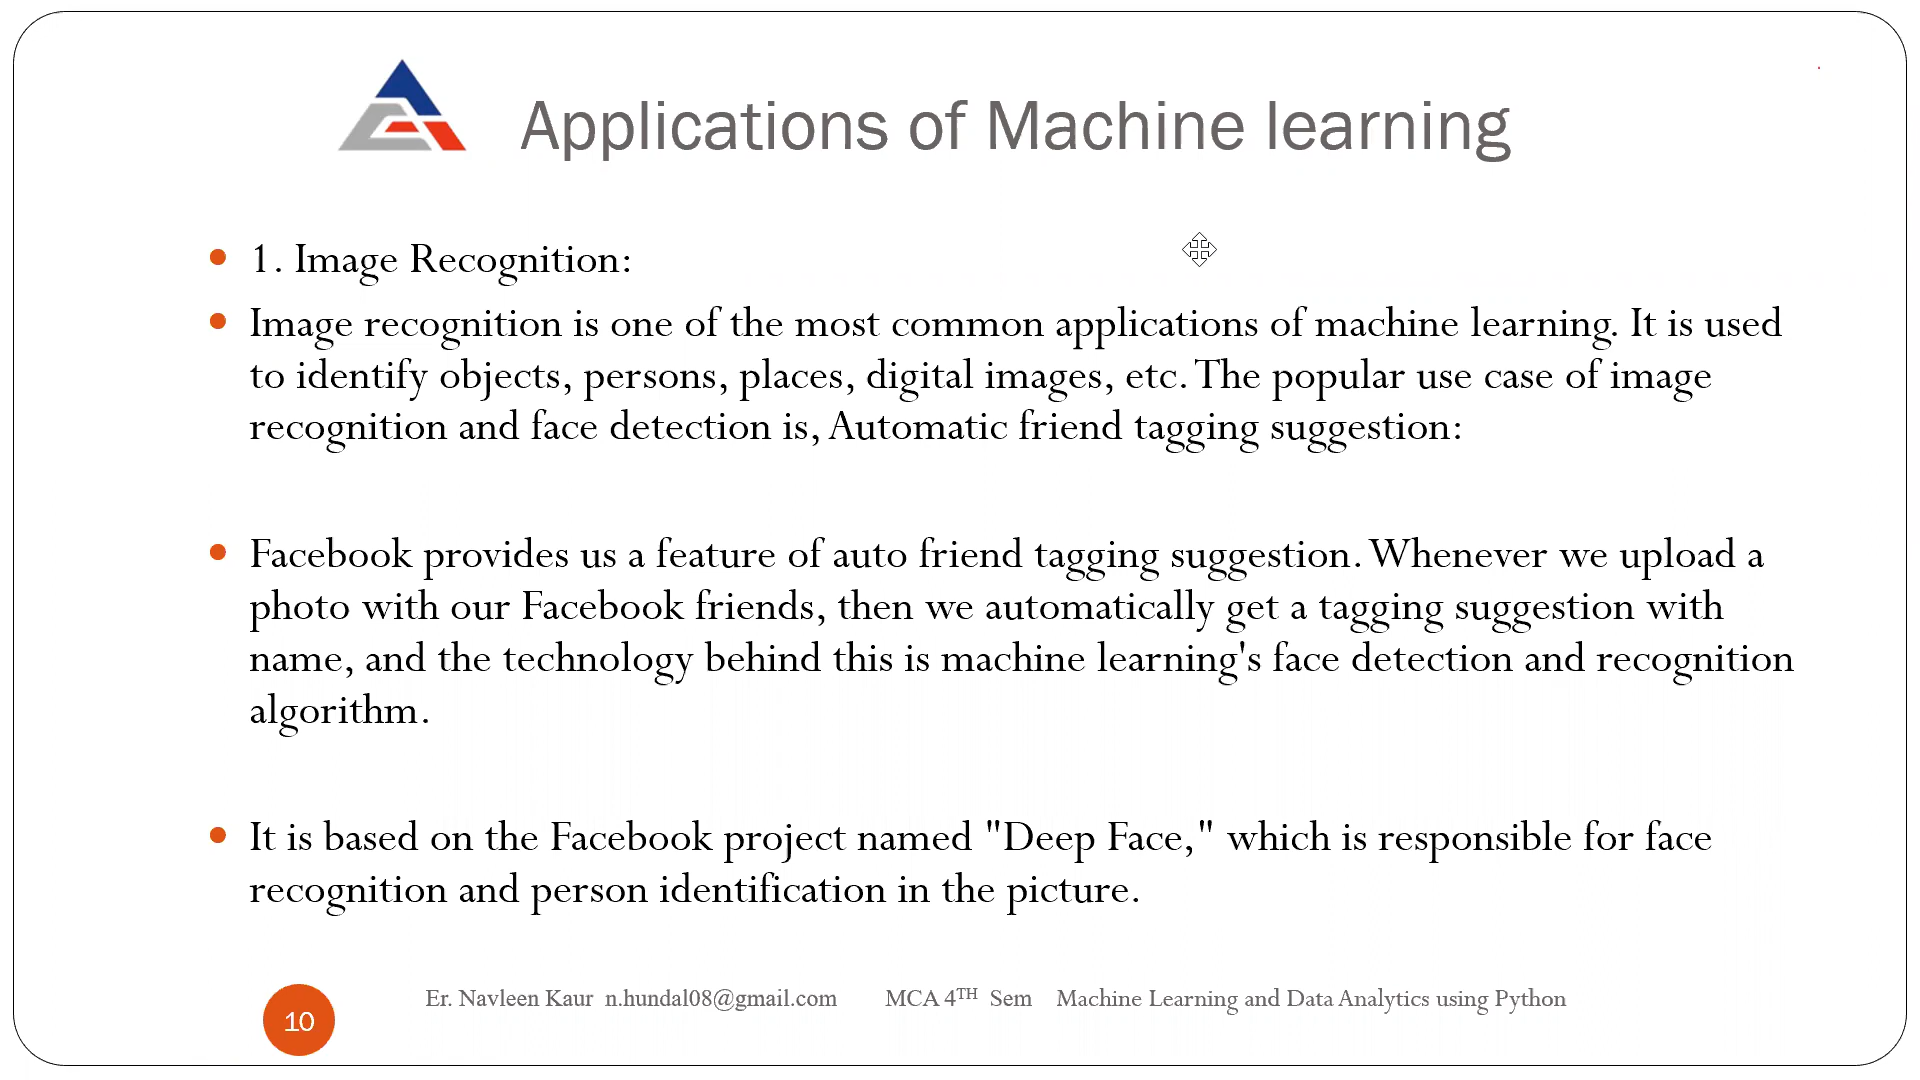 Applications of Machine learning
1. Image Recognition:
Image recognition is one of the most common applications of machine learning. It is used
to identify objects, persons, places, digital images, etc. The popular use case of image
recognition and face detection is, Automatic friend tagging suggestion:
Facebook provides us a feature of auto friend tagging suggestion. Whenever we upload a
photo with our Facebook friends, then we automatically get a tagging suggestion with
name, and the technology behind this is machine learning's face detection and recognition
algorithm.
It is based on the Facebook project named "Deep Face," which is responsible for face
recognition and person identification in the picture.
10 Er. Navleen Kaur n.hundal08@gmail.com MCA 4TH Sem Machine Learning and Data Analytics using Python